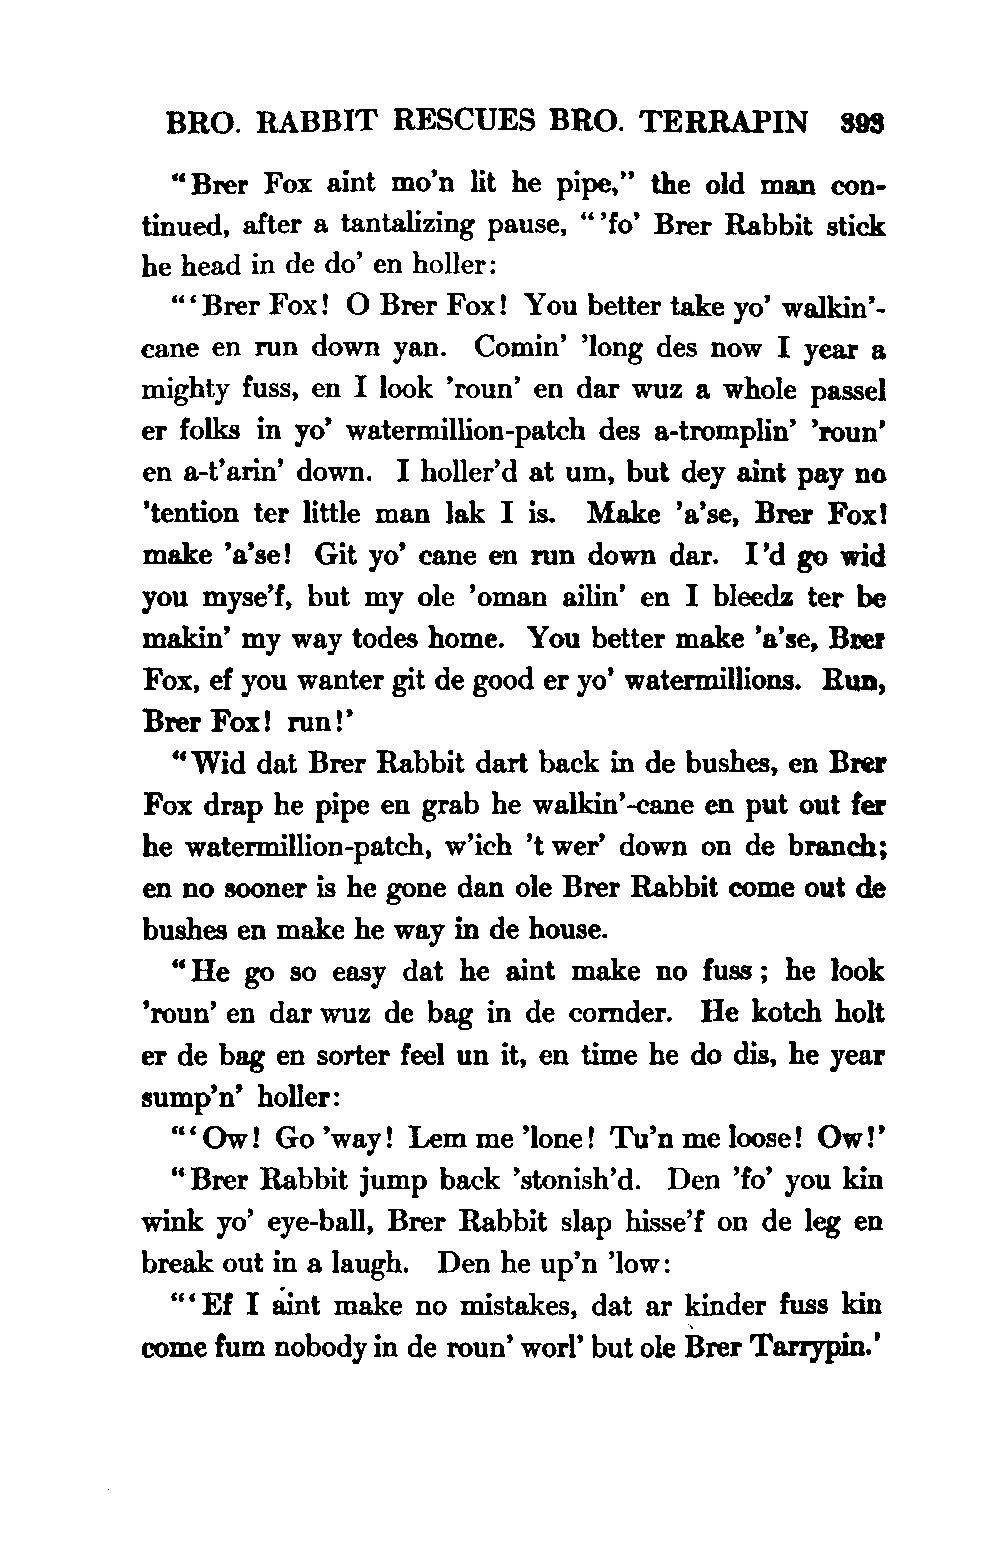 BRO. RABBIT RESCUES BRO. TERRAPIN 393
“Brer Fox aint mo’n lit he pipe,” the old man con-
tinued, after a tantalizing pause, “’fo’ Brer Rabbit stick
he head in de do’ en holler:
“‘Brer Fox! O Brer Fox! You better take yo’ walkin’-
cane en run down yan. Comin’ ’long des now I year a
mighty fuss, en I look ’roun’ en dar wuz a whole passel
er folks in yo’ watermillion-patch des a-tromplin’ ’roun’
en a-t’arin’ down. I holler’d at um, but dey aint pay no
’tention ter little man lak I is. Make ’a’se, Brer Fox!
make ’a’se! Git yo’ cane en run down dar. I’d go wid
you myse’f, but my ole ’oman ailin’ en I bleedz ter be
makin’ my way todes home. You better make ’a’se, Brer
Fox, ef you wanter git de good er yo’ watermillions. Run,
Brer Fox! run!’
“Wid dat Brer Rabbit dart back in de bushes, en Brer
Fox drap he pipe en grab he walkin’-cane en put out fer
he watermillion-patch, w’ich ’t wer’ down on de branch;
en no sooner is he gone dan ole Brer Rabbit come out de
bushes en make he way in de house.
“He go so easy dat he aint make no fuss; he look
’roun’ en dar wuz de bag in de cornder. He kotch holt
er de bag en sorter feel un it, en time he do dis, he year
sump’n’ holler:
“‘Ow! Go ’way! Lem me ’lone! Tu’n me loose! Ow!’
“Brer Rabbit jump back ’stonish’d. Den ’fo’ you kin
wink yo’ eye-ball, Brer Rabbit slap hisse’f on de leg en
break out in a laugh. Den he up’n ’low:
“‘Ef I aint make no mistakes, dat ar kinder fuss kin
come fum nobody in de roun’ worl’ but ole Brer Tarrypin.’